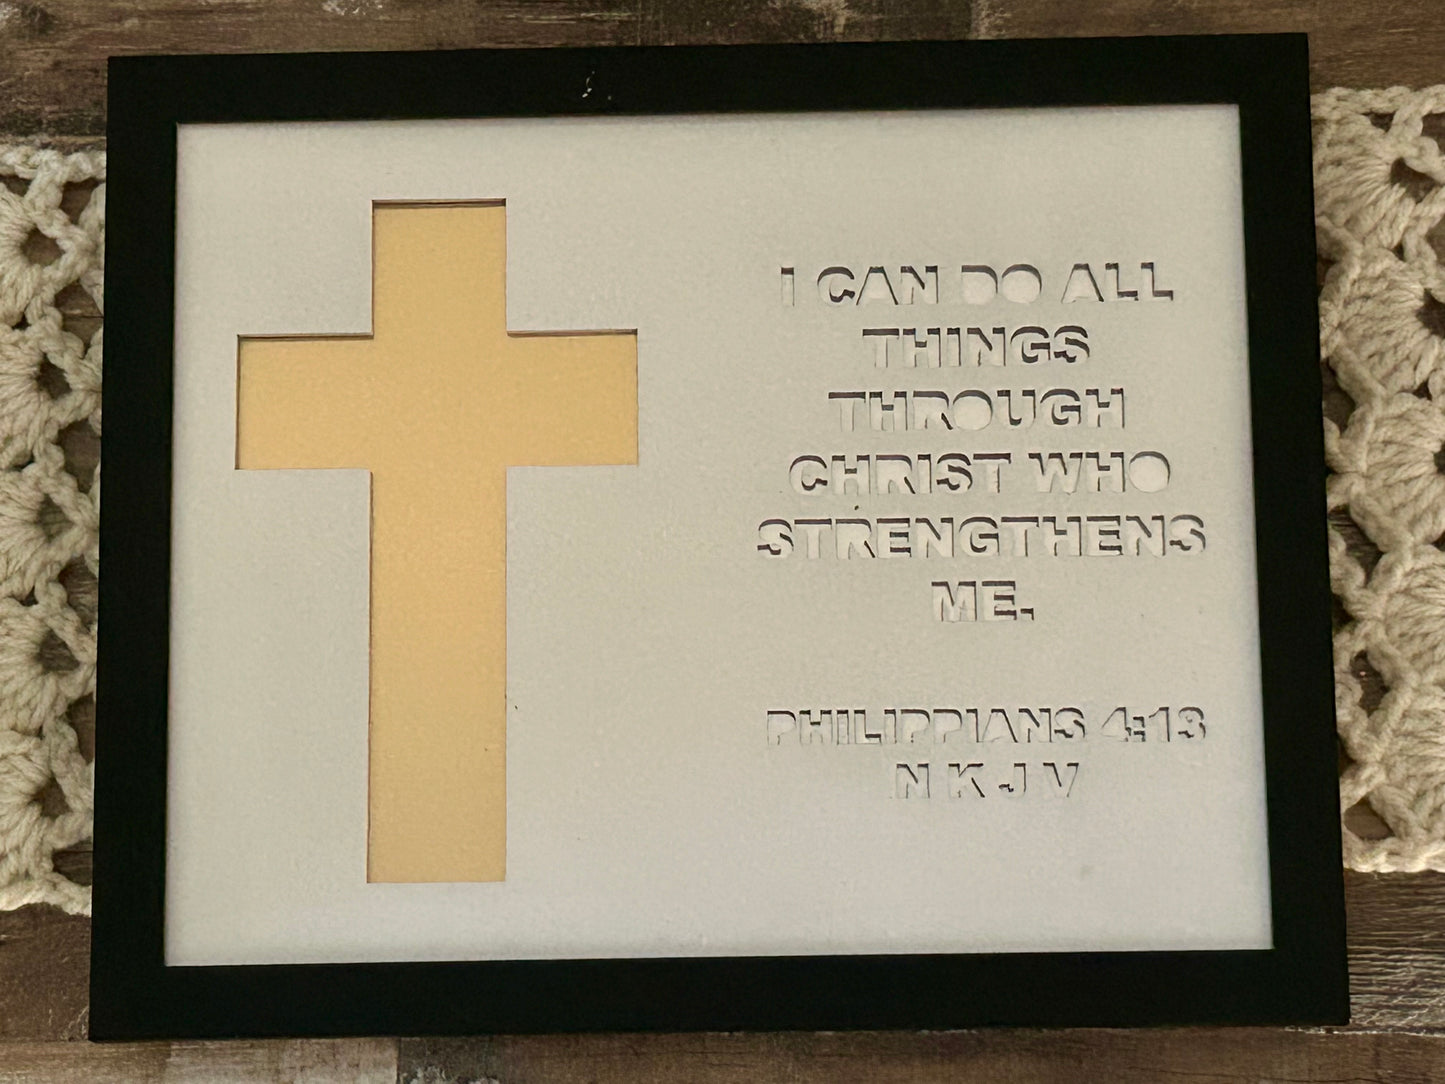 I CAN DO ALL
THINGS
THROUGH
CHRIST WHO
STRENGTHENS
ME.
PHILIPPIANS 4:13
N K J V